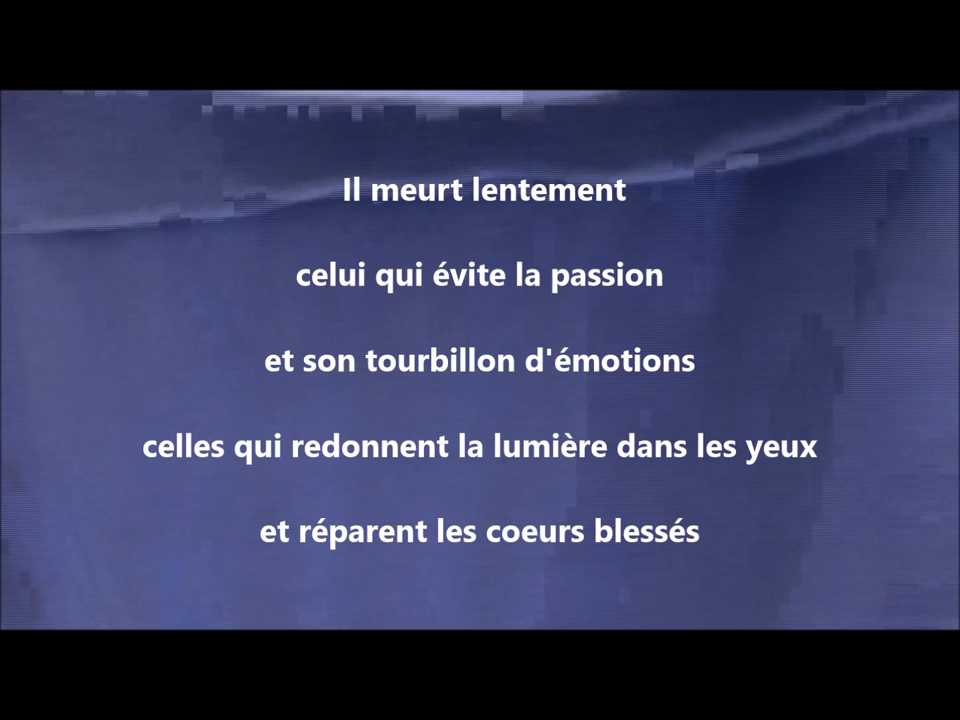 Il meurt lentement
celui qui évite la passion
et son tourbillon d'émotions
celles qui redonnent la lumière dans les yeux
et réparent les coeurs blessés